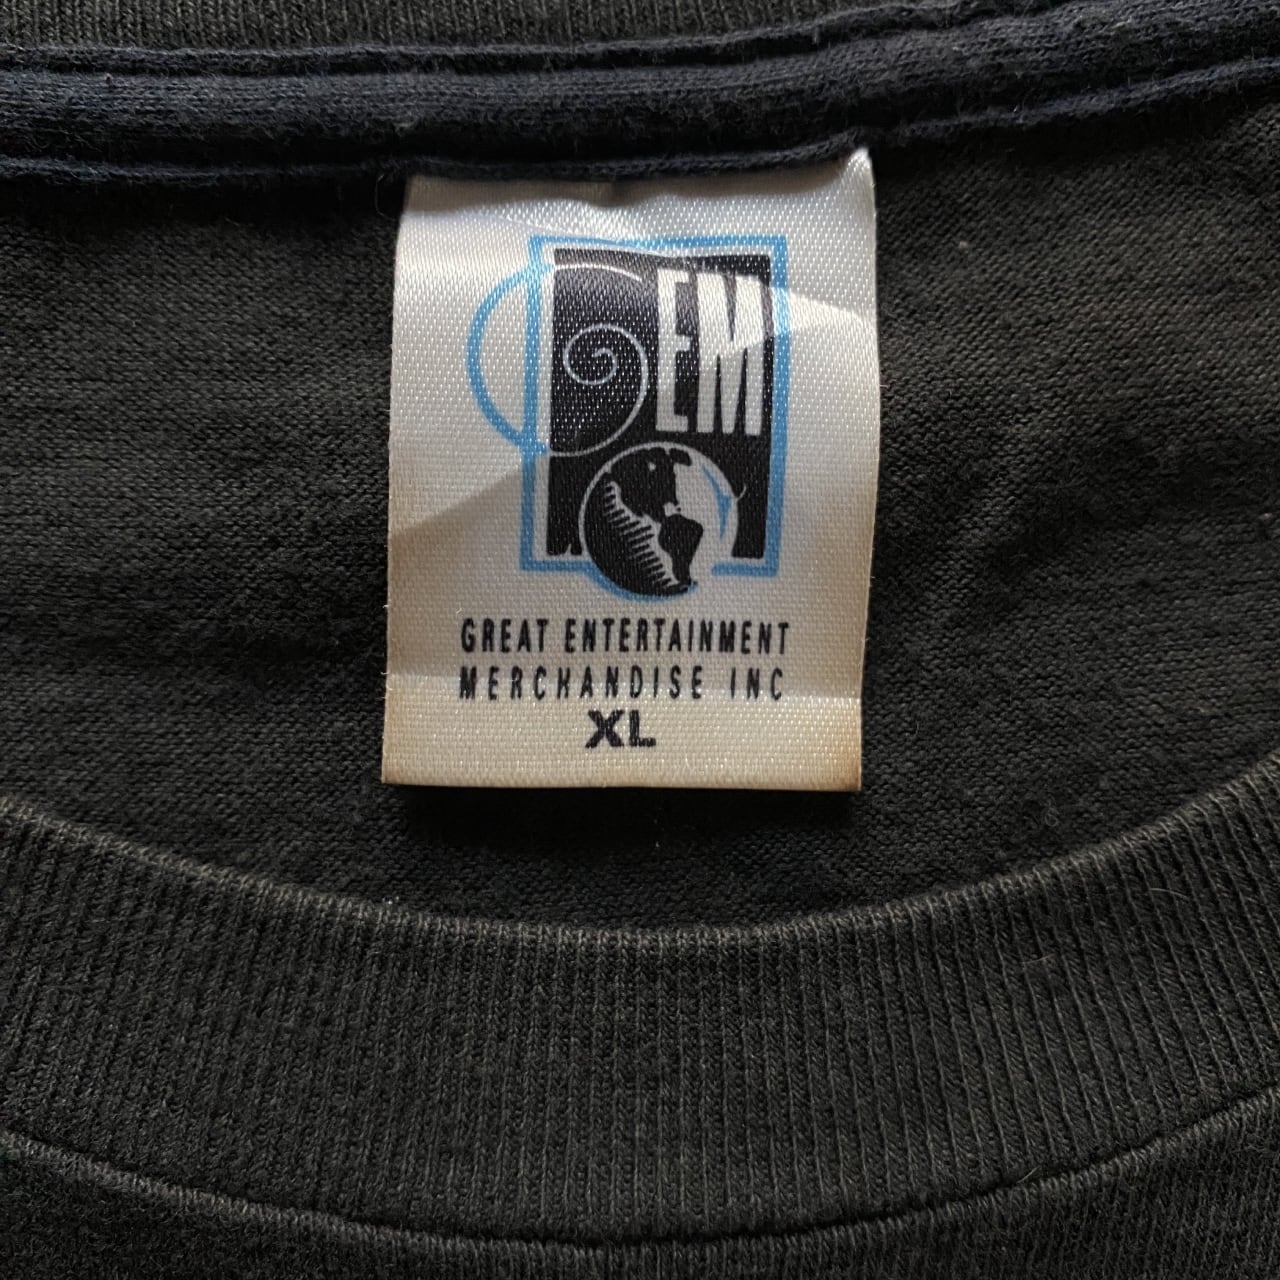 GEM
GREAT ENTERTAINMENT
MERCHANDISE INC
XL